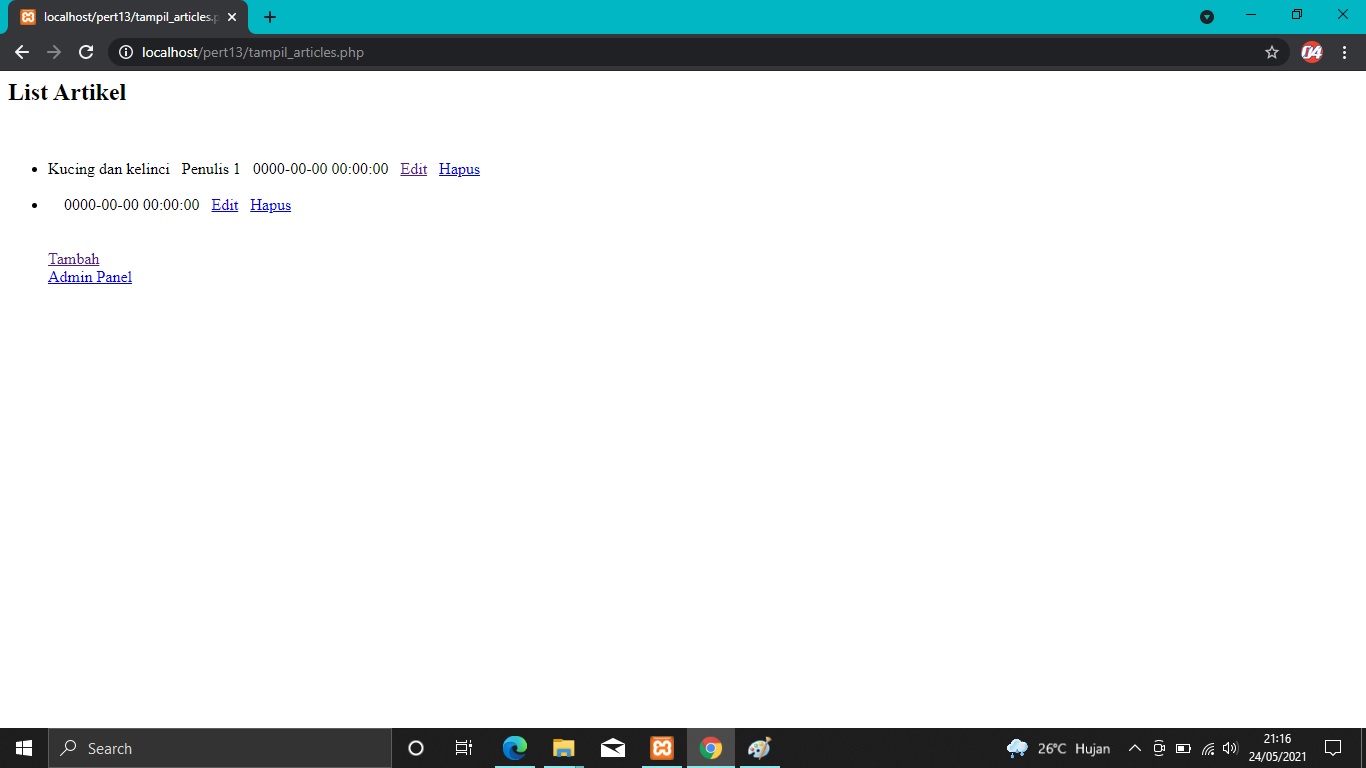 localhost/pert13/tampil_articles.p
localhost/pert13/tampil_articles.php
04
List Artikel
Kucing dan kelinci Penulis 1 0000-00-00 00:00:00 Edit Hapus
0000-00-00 00:00:00 Edit Hapus
Tambah
Admin Panel
Search
26°C Hujan
21:16
24/05/2021